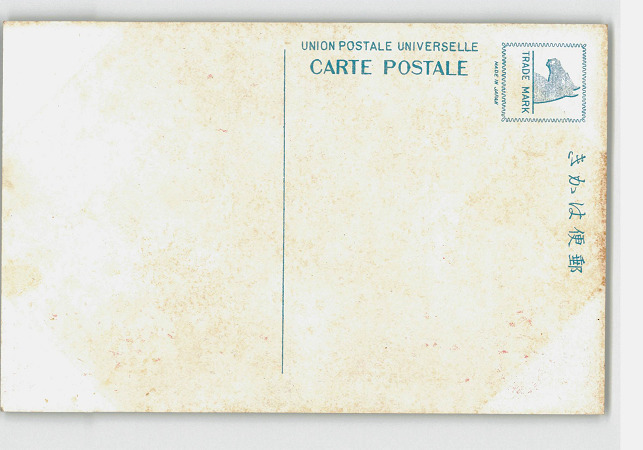 UNION POSTALE UNIVERSELLE
CARTE POSTALE
TRADE MARK
MADE IN JAPAN
郵便はかき